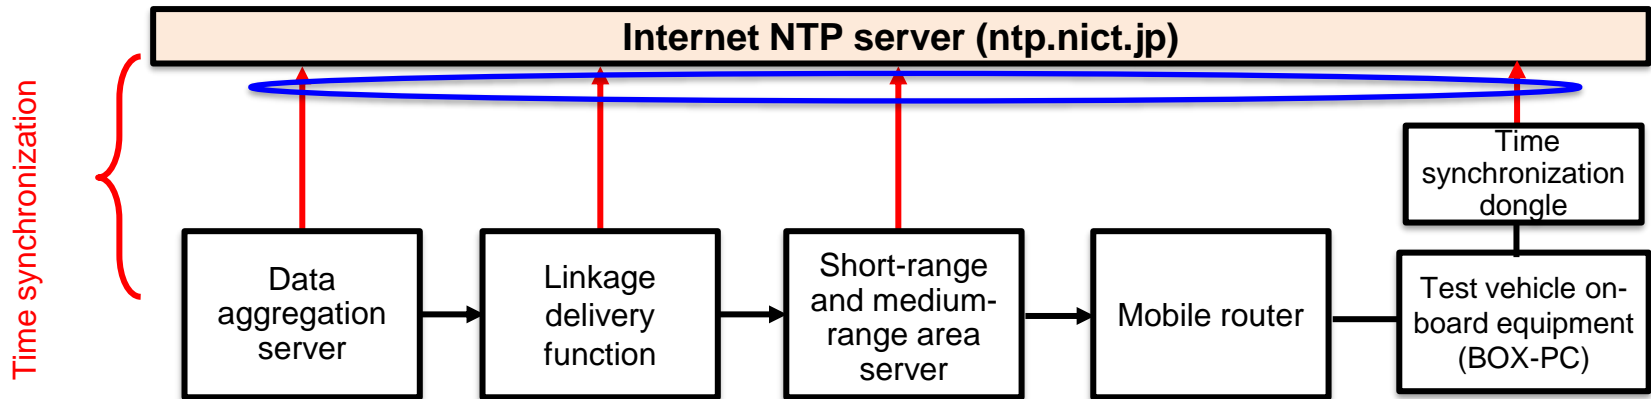 Internet NTP server (ntp.nict.jp)
Time synchronization
Time
synchronization
dongle
Data
aggregation
server
Linkage
delivery
function
Short-range
and medium-
range area
server
Mobile router
Test vehicle on-
board equipment
(BOX-PC)